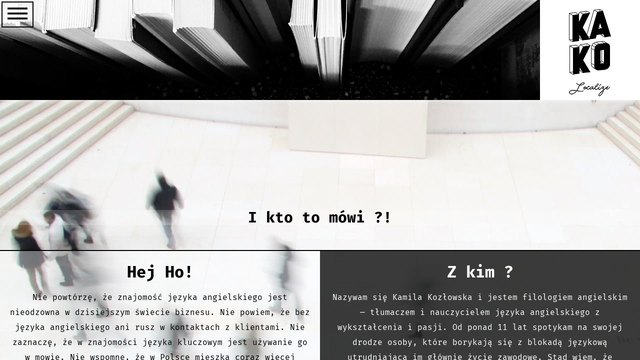 KA
KO
Localize
I kto to mówi ?!
Hej Ho!
Nie powtórzę, że znajomość języka angielskiego jest
nieodzowna w dzisiejszym świecie biznesu. Nie powiem, że bez
języka angielskiego ani rusz w kontaktach z klientami. Nie
zaznaczę, że w znajomości języka kluczowym jest używanie go
w mowie. Nie wspomnę, że w Polsce mieszka coraz więcej
Z kim ?
Nazywam się Kamila Kozłowska i jestem filologiem angielskim
– tłumaczem i nauczycielem języka angielskiego z
wykształcenia i pasji. Od ponad 11 lat spotykam na swojej
drodze osoby, które borykają się z blokadą językową
utrudniającą im głównie życie zawodowe. Stąd wiem, że